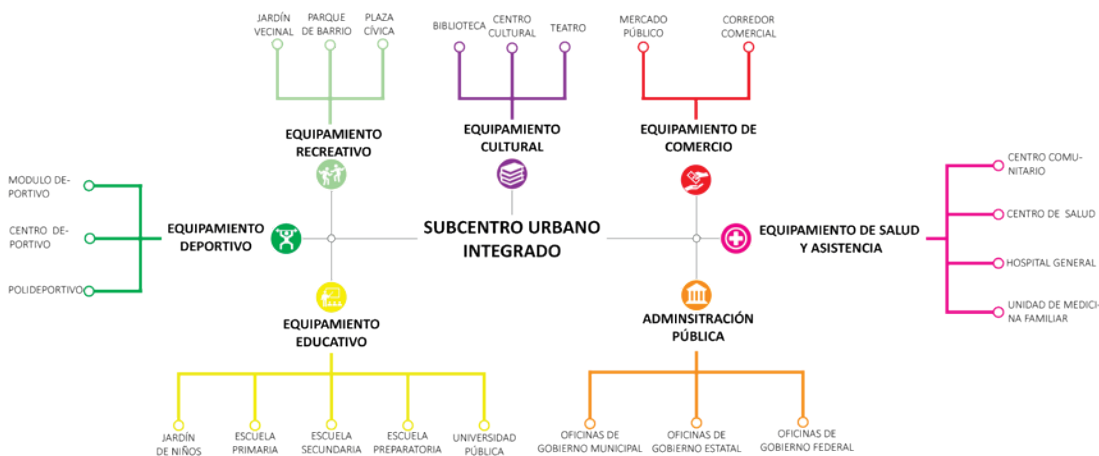 JARDÍN
VECINAL
PARQUE
DE BARRIO
PLAZA
CÍVICA
BIBLIOTECA
CENTRO
CULTURAL
TEATRO
MERCADO
PÚBLICO
CORREDOR
COMERCIAL
EQUIPAMIENTO
RECREATIVO
EQUIPAMIENTO
CULTURAL
EQUIPAMIENTO DE
COMERCIO
MODULO DE-
PORTIVO
CENTRO DE-
PORTIVO
POLIDEPORTIVO
EQUIPAMIENTO
DEPORTIVO
SUBCENTRO URBANO
INTEGRADO
EQUIPAMIENTO DE SALUD
Y ASISTENCIA
CENTRO COMU-
NITARIO
CENTRO DE SALUD
HOSPITAL GENERAL
UNIDAD DE MEDICI-
NA FAMILIAR
EQUIPAMIENTO
EDUCATIVO
ADMINSITRACIÓN
PÚBLICA
JARDÍN
DE NIÑOS
ESCUELA
PRIMARIA
ESCUELA
SECUNDARIA
ESCUELA
PREPARATORIA
UNIVERSIDAD
PÚBLICA
OFICINAS DE
GOBIERNO MUNICIPAL
OFICINAS DE
GOBIERNO ESTATAL
OFICINAS DE
GOBIERNO FEDERAL